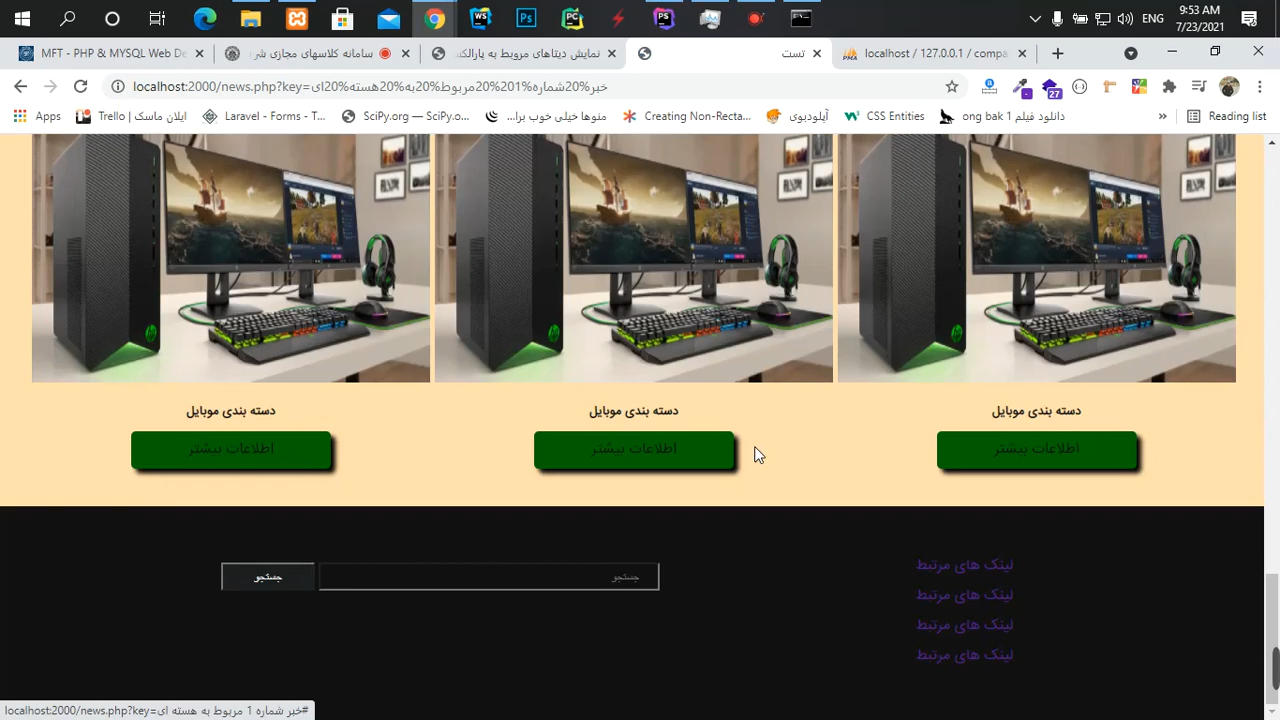 9:53 AM
ENG
7/23/2021
MFT - PHP & MYSQL Web De
سامانه کلاسهای مجازی شرز
نمایش دیتاهای مربوط به پارالک
تست
localhost / 127.0.0.1 / compa
localhost:2000/news.php?key=خبر%20شماره%201%20مربوط%20به%20هسته%20ای
27
Apps
ایلان ماسک | Trello
Laravel - Forms - T...
SciPy.org — SciPy.o...
منوها خیلی خوب برا...
Creating Non-Recta...
آپلودبوی
CSS Entities
دانلود فیلم ong bak 1
»
Reading list
دسته بندی موبایل
دسته بندی موبایل
دسته بندی موبایل
اطلاعات بیشتر
اطلاعات بیشتر
اطلاعات بیشتر
لینک های مرتبط
لینک های مرتبط
لینک های مرتبط
لینک های مرتبط
جستجو
جستجو
localhost:2000/news.php?key=خبر شماره 1 مربوط به هسته ای#